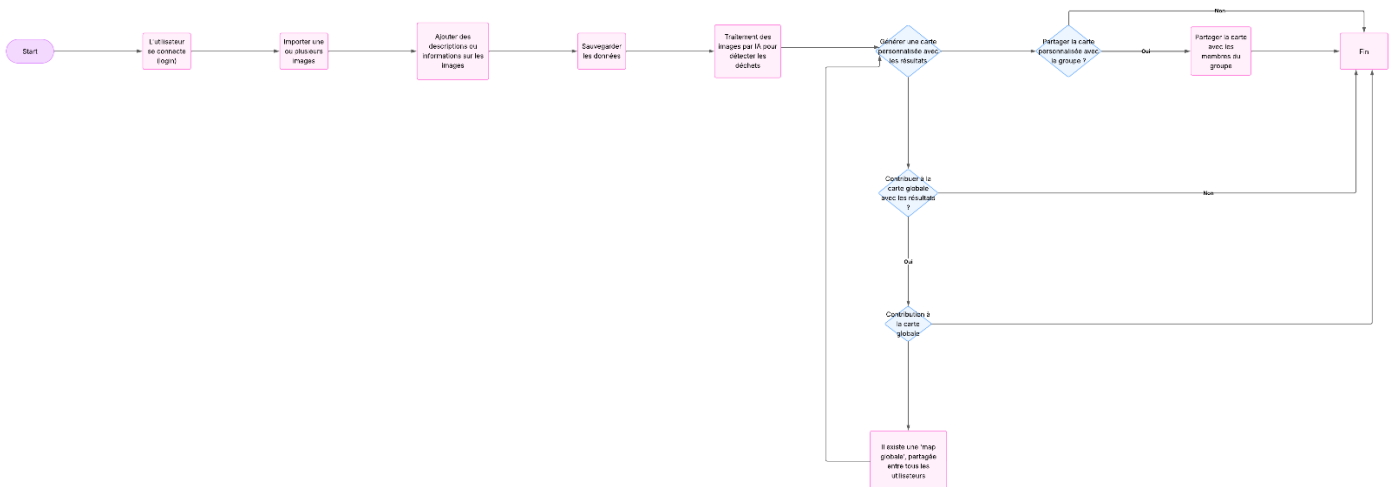 Non
Start
L'utilisateur
se connecte
(login)
Importer une
ou plusieurs
images
Ajouter des
descriptions ou
informations sur les
images
Sauvegarder
les données
Traitement des
images par IA pour
détecter les
déchets
Générer une carte
personnalisée avec
les résultats
Partager la carte
personnalisée avec
le groupe ?
Oui
Partager la carte
avec les
membres du
groupe
Fin
Contribuer à la
carte globale
avec les résultats
?
Non
Oui
Contribution à
la carte
globale
Il existe une 'map
globale', partagée
entre tous les
utilisateurs